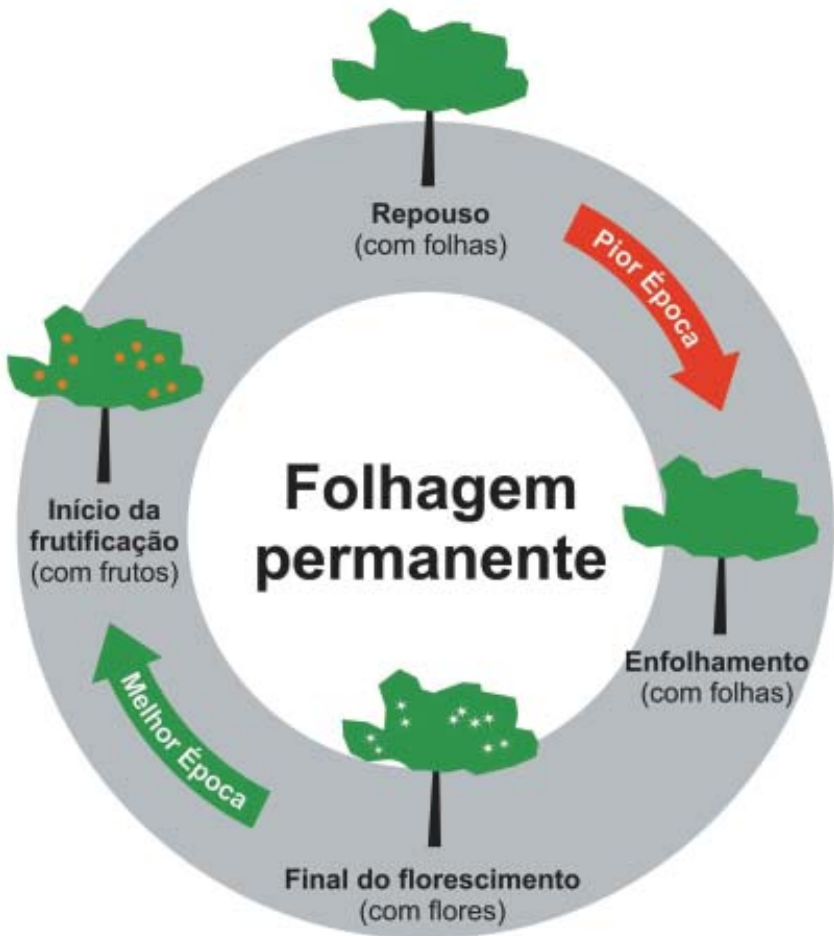 Repouso
(com folhas)
Pior Época
Enfolhamento
(com folhas)
Final do florescimento
(com flores)
Melhor Época
Início da
frutificação
(com frutos)
Folhagem
permanente